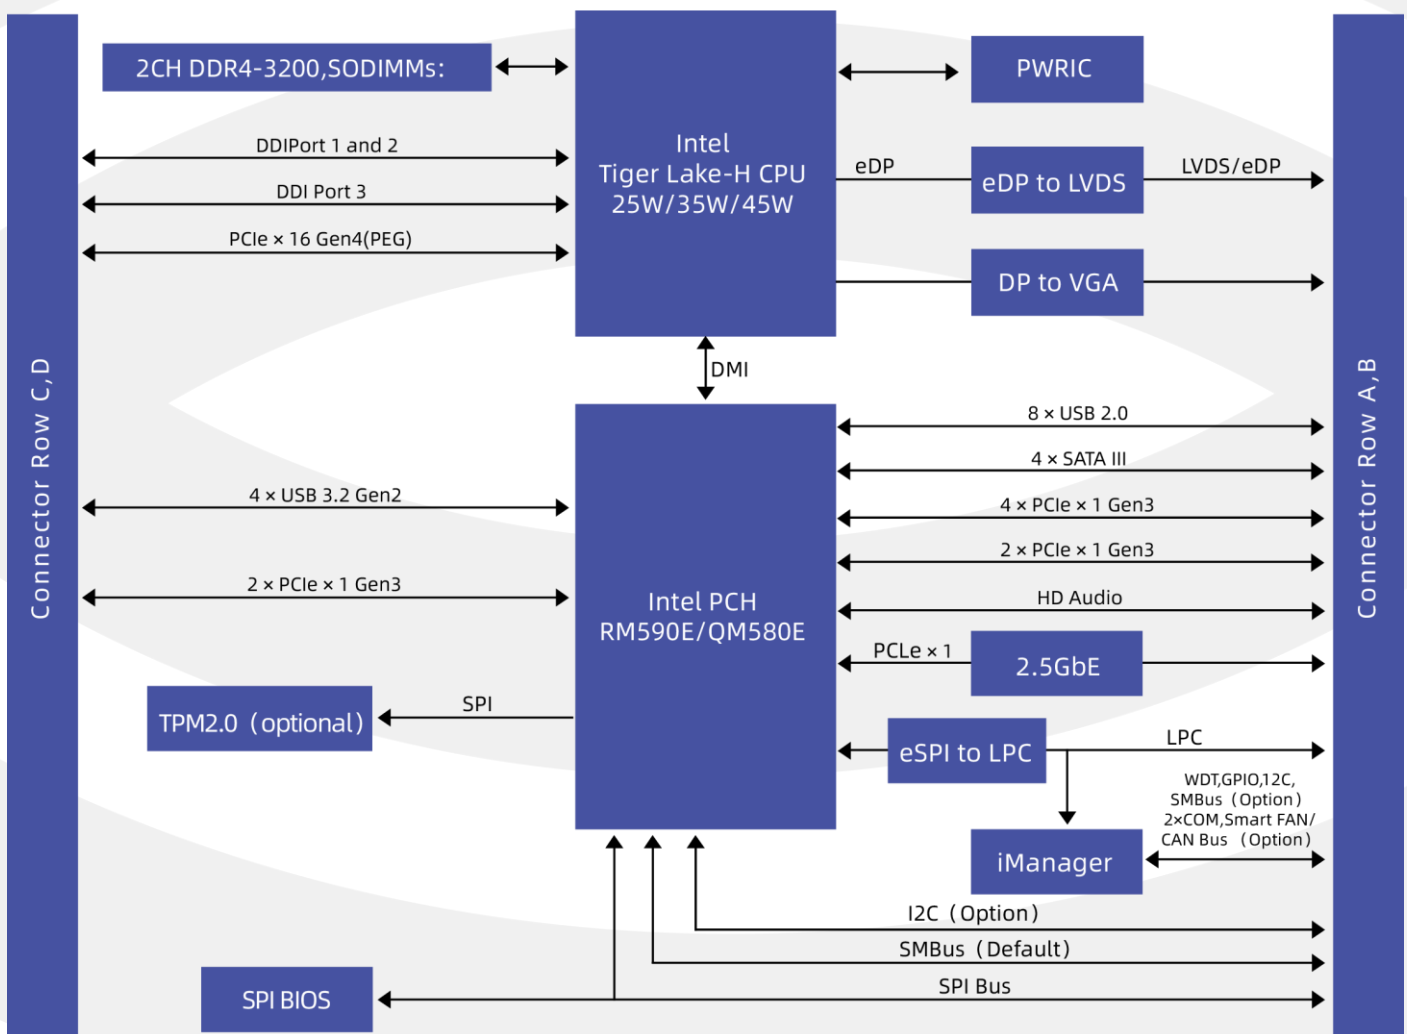 2CH DDR4-3200,SODIMMs:
Intel
Tiger Lake-H CPU
25W/35W/45W
PWRIC
DDIPort 1 and 2
DDI Port 3
PCIe × 16 Gen4(PEG)
eDP
eDP to LVDS
LVDS/eDP
DP to VGA
DMI
Connector Row C,D
Connector Row A,B
4 × USB 3.2 Gen2
2 × PCIe × 1 Gen3
Intel PCH
RM590E/QM580E
8 × USB 2.0
4 × SATA III
4 × PCIe × 1 Gen3
2 × PCIe × 1 Gen3
HD Audio
PCLe × 1
2.5GbE
TPM2.0（optional）
SPI
eSPI to LPC
LPC
WDT,GPIO,12C,
SMBus（Option）
2×COM,Smart FAN/
CAN Bus （Option）
iManager
I2C（Option）
SMBus（Default）
SPI Bus
SPI BIOS